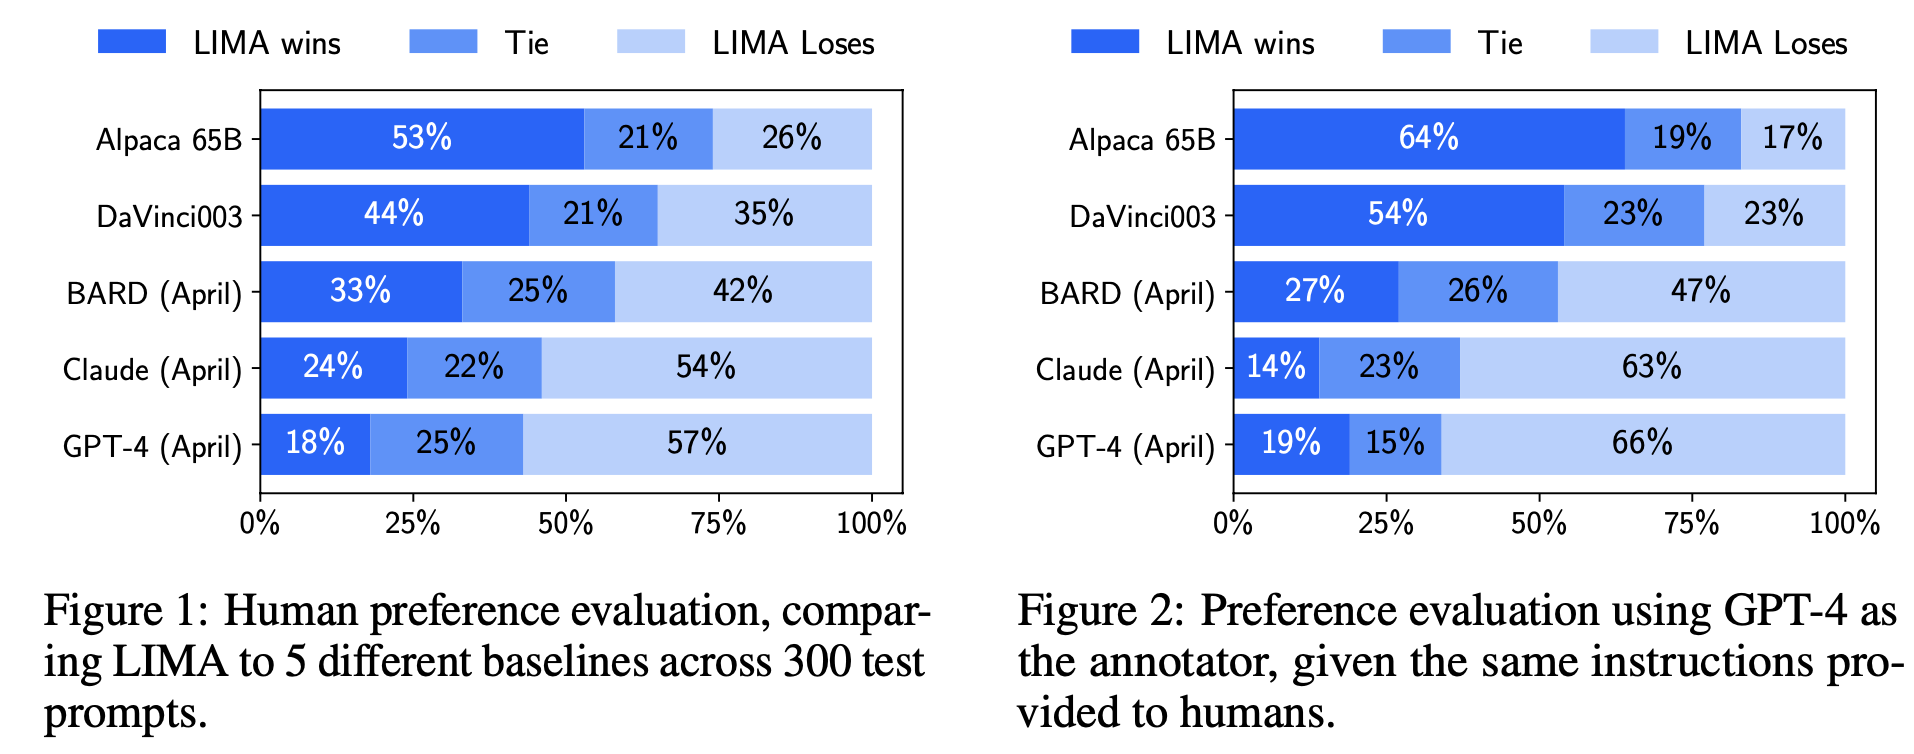 LIMA wins Tie LIMA Loses
Alpaca 65B 53% 21% 26%
DaVinci003 44% 21% 35%
BARD (April) 33% 25% 42%
Claude (April) 24% 22% 54%
GPT-4 (April) 18% 25% 57%
0% 25% 50% 75% 100%
Figure 1: Human preference evaluation, compar-
ing LIMA to 5 different baselines across 300 test
prompts.
LIMA wins Tie LIMA Loses
Alpaca 65B 64% 19% 17%
DaVinci003 54% 23% 23%
BARD (April) 27% 26% 47%
Claude (April) 14% 23% 63%
GPT-4 (April) 19% 15% 66%
0% 25% 50% 75% 100%
Figure 2: Preference evaluation using GPT-4 as
the annotator, given the same instructions pro-
vided to humans.